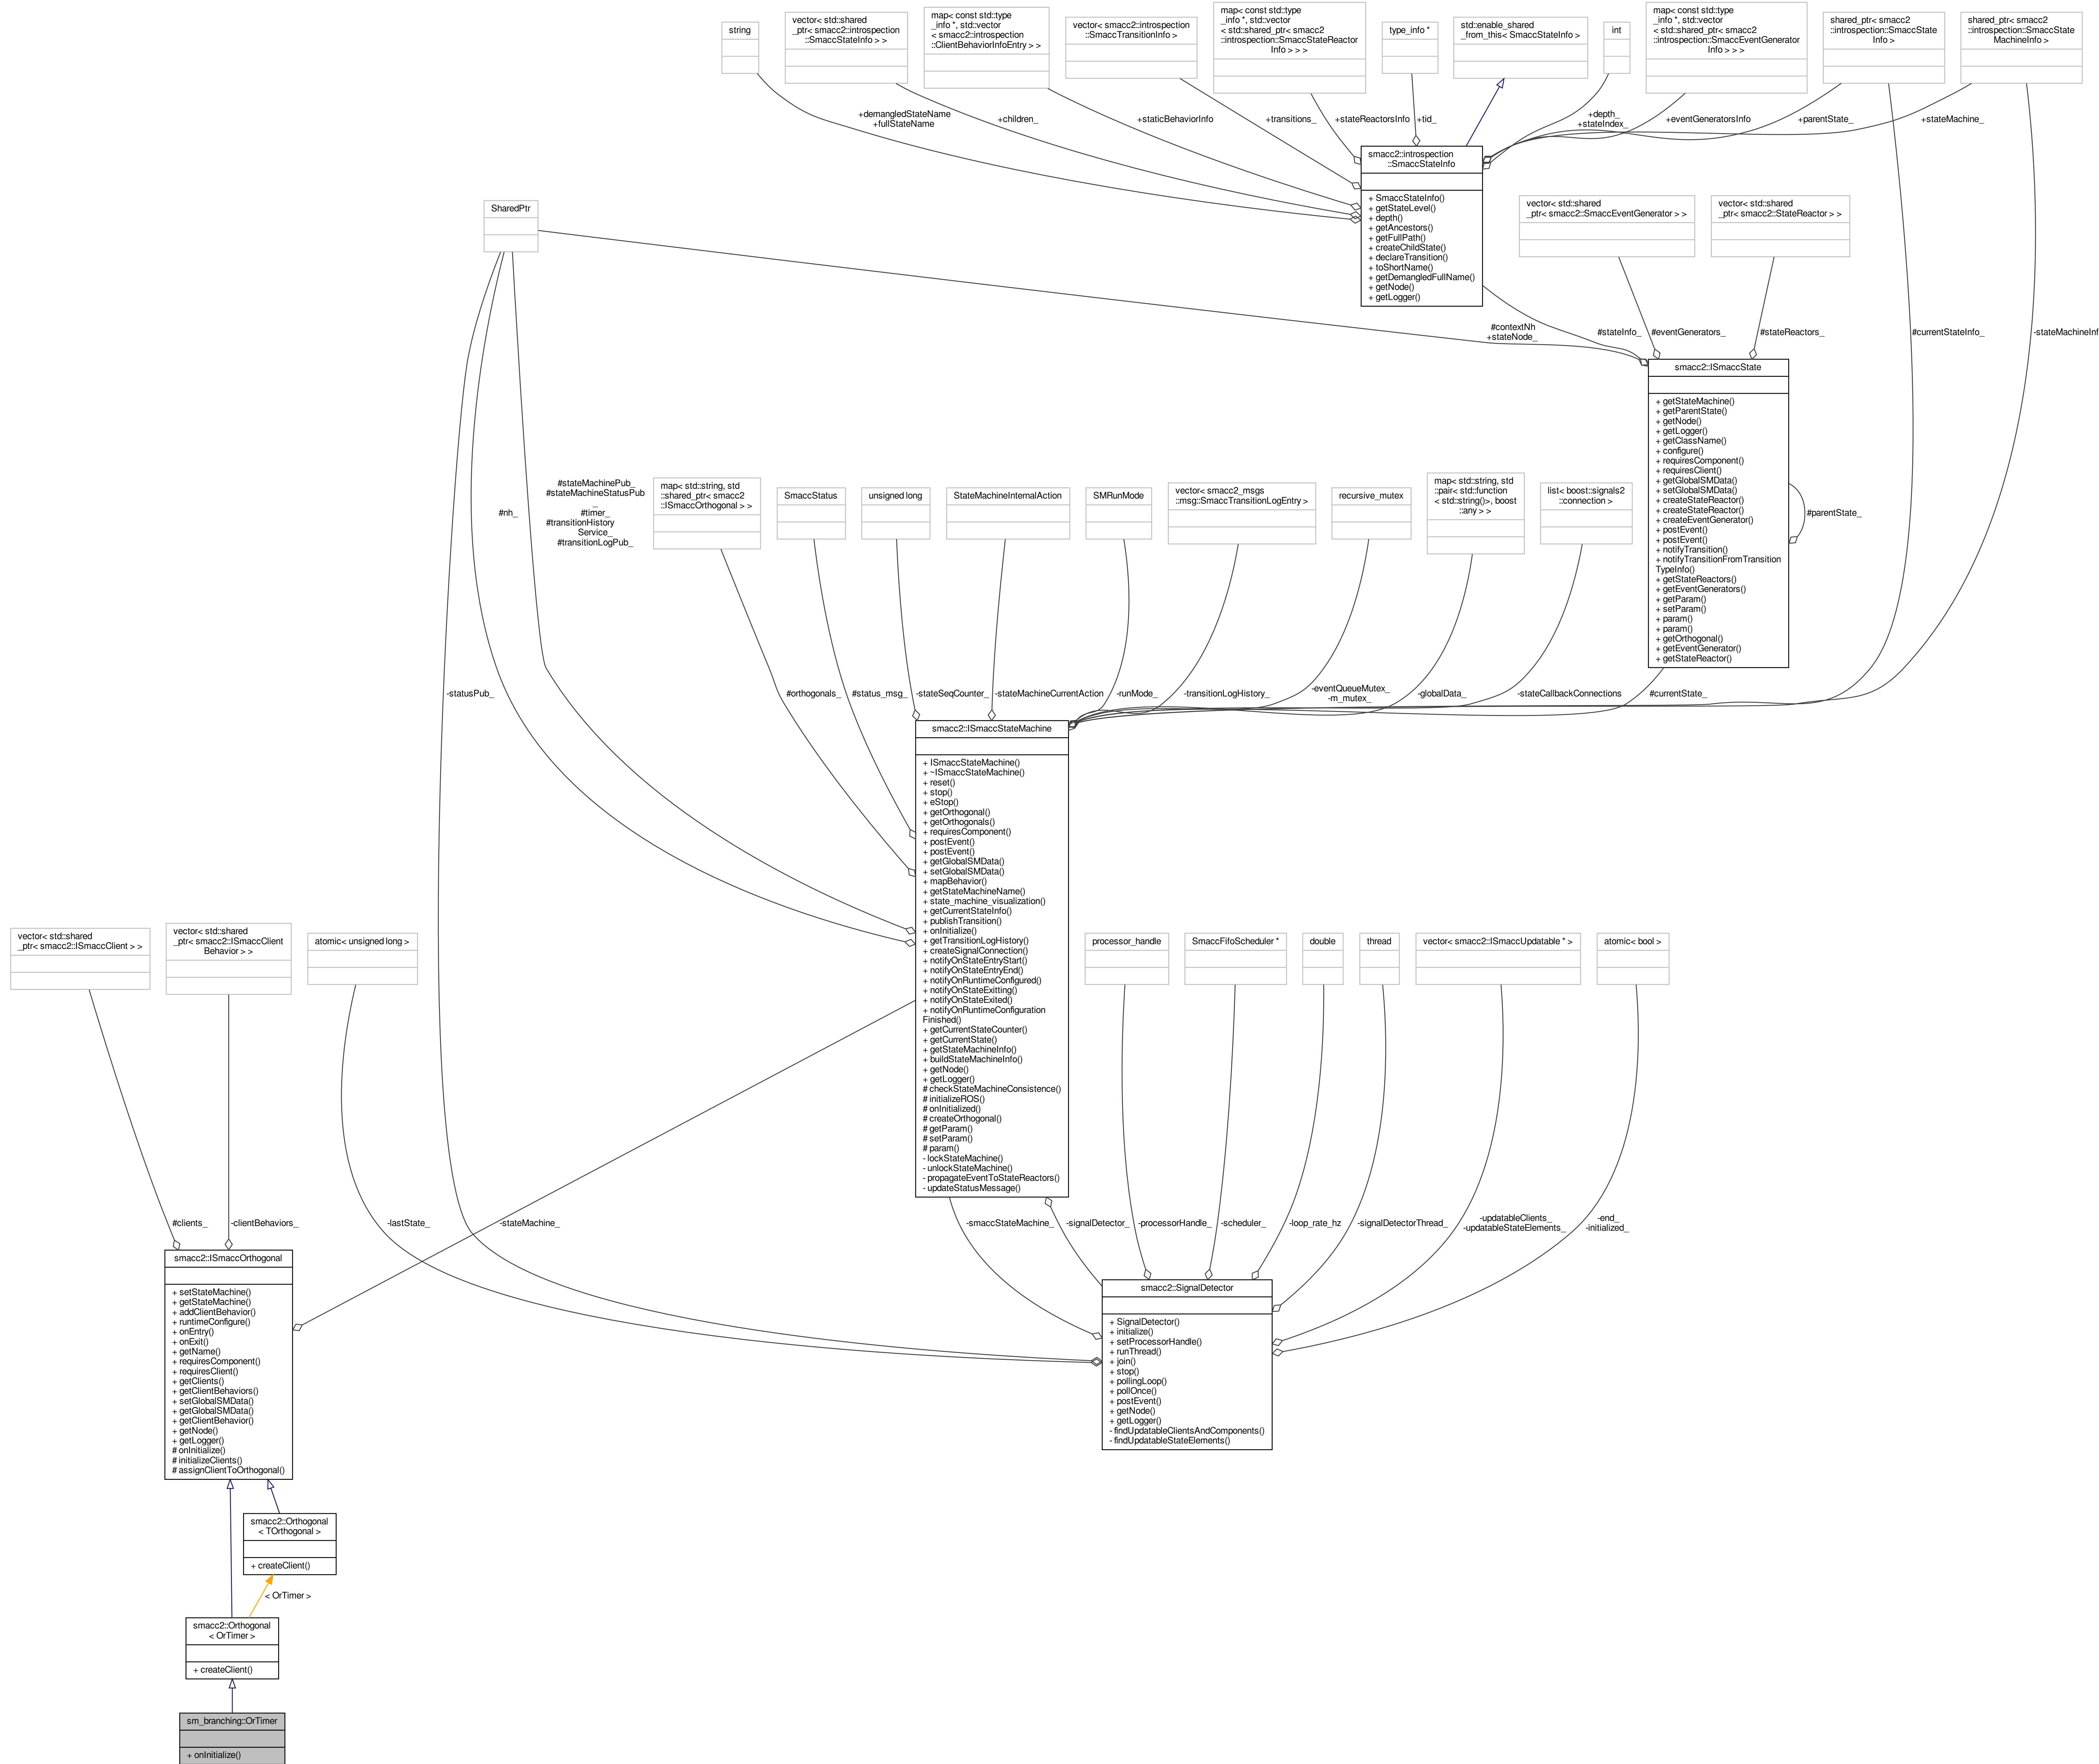 string
vector< std::shared
_ptr< smacc2::introspection
::SmaccStateInfo > >
map< const std::type
_info *, std::vector
< smacc2::introspection
::ClientBehaviorInfoEntry > >
vector< smacc2::introspection
::SmaccTransitionInfo >
map< const std::type
_info *, std::vector
< std::shared_ptr< smacc2
::introspection::SmaccStateReactor
Info > > >
type_info *
std::enable_shared
_from_this< SmaccStateInfo >
int
map< const std::type
_info *, std::vector
< std::shared_ptr< smacc2
::introspection::SmaccEventGenerator
Info > > >
shared_ptr< smacc2
::introspection::SmaccState
Info >
shared_ptr< smacc2
::introspection::SmaccState
MachineInfo >
+demangledStateName
+fullStateName
+children_
+staticBehaviorInfo
+transitions_
+stateReactorsInfo
+tid_
+depth_
+stateIndex_
+eventGeneratorsInfo
+parentState_
+stateMachine_
smacc2::introspection
::SmaccStateInfo
+ SmaccStateInfo()
+ getStateLevel()
+ depth()
+ getAncestors()
+ getFullPath()
+ createChildState()
+ declareTransition()
+ toShortName()
+ getDemangledFullName()
+ getNode()
+ getLogger()
SharedPtr
vector< std::shared
_ptr< smacc2::SmaccEventGenerator > >
vector< std::shared
_ptr< smacc2::StateReactor > >
#contextNh
+stateNode_
#stateInfo_
#eventGenerators_
#stateReactors_
#currentStateInfo_
-stateMachineInf
smacc2::ISmaccState
+ getStateMachine()
+ getParentState()
+ getNode()
+ getLogger()
+ getClassName()
+ configure()
+ requiresComponent()
+ requiresClient()
+ getGlobalSMData()
+ setGlobalSMData()
+ createStateReactor()
+ createStateReactor()
+ createEventGenerator()
+ postEvent()
+ postEvent()
+ notifyTransition()
+ notifyTransitionFromTransition
TypeInfo()
+ getStateReactors()
+ getEventGenerators()
+ getParam()
+ setParam()
+ param()
+ param()
+ getOrthogonal()
+ getEventGenerator()
+ getStateReactor()
#parentState_
#nh_
#stateMachinePub_
#stateMachineStatusPub
_
#timer_
#transitionHistory
Service_
#transitionLogPub_
map< std::string, std
::shared_ptr< smacc2
::ISmaccOrthogonal > >
SmaccStatus
unsigned long
StateMachineInternalAction
SMRunMode
vector< smacc2_msgs
::msg::SmaccTransitionLogEntry >
recursive_mutex
map< std::string, std
::pair< std::function
< std::string()>, boost
::any > >
list< boost::signals2
::connection >
-statusPub_
#orthogonals_
#status_msg_
-stateSeqCounter_
-stateMachineCurrentAction
-runMode_
-transitionLogHistory_
-eventQueueMutex_
-m_mutex_
-globalData_
-stateCallbackConnections
#currentState_
smacc2::ISmaccStateMachine
+ ISmaccStateMachine()
+ ~ISmaccStateMachine()
+ reset()
+ stop()
+ eStop()
+ getOrthogonal()
+ getOrthogonals()
+ requiresComponent()
+ postEvent()
+ postEvent()
+ getGlobalSMData()
+ setGlobalSMData()
+ mapBehavior()
+ getStateMachineName()
+ state_machine_visualization()
+ getCurrentStateInfo()
+ publishTransition()
+ onInitialize()
+ getTransitionLogHistory()
+ createSignalConnection()
+ notifyOnStateEntryStart()
+ notifyOnStateEntryEnd()
+ notifyOnRuntimeConfigured()
+ notifyOnStateExitting()
+ notifyOnStateExited()
+ notifyOnRuntimeConfiguration
Finished()
+ getCurrentStateCounter()
+ getCurrentState()
+ getStateMachineInfo()
+ buildStateMachineInfo()
+ getNode()
+ getLogger()
# checkStateMachineConsistence()
# initializeROS()
# onInitialized()
# createOrthogonal()
# getParam()
# setParam()
# param()
- lockStateMachine()
- unlockStateMachine()
- propagateEventToStateReactors()
- updateStatusMessage()
vector< std::shared
_ptr< smacc2::ISmaccClient > >
vector< std::shared
_ptr< smacc2::ISmaccClient
Behavior > >
atomic< unsigned long >
processor_handle
SmaccFifoScheduler *
double
thread
vector< smacc2::ISmaccUpdatable * >
atomic< bool >
#clients_
-clientBehaviors_
-lastState_
-stateMachine_
-smaccStateMachine_
-signalDetector_
-processorHandle_
-scheduler_
-loop_rate_hz
-signalDetectorThread_
-updatableClients_
-updatableStateElements_
-end_
-initialized_
smacc2::ISmaccOrthogonal
+ setStateMachine()
+ getStateMachine()
+ addClientBehavior()
+ runtimeConfigure()
+ onEntry()
+ onExit()
+ getName()
+ requiresComponent()
+ requiresClient()
+ getClients()
+ getClientBehaviors()
+ setGlobalSMData()
+ getGlobalSMData()
+ getClientBehavior()
+ getNode()
+ getLogger()
# onInitialize()
# initializeClients()
# assignClientToOrthogonal()
smacc2::SignalDetector
+ SignalDetector()
+ initialize()
+ setProcessorHandle()
+ runThread()
+ join()
+ stop()
+ pollingLoop()
+ pollOnce()
+ postEvent()
+ getNode()
+ getLogger()
- findUpdatableClientsAndComponents()
- findUpdatableStateElements()
smacc2::Orthogonal
< TOrthogonal >
+ createClient()
< OrTimer >
smacc2::Orthogonal
< OrTimer >
+ createClient()
sm_branching::OrTimer
+ onInitialize()